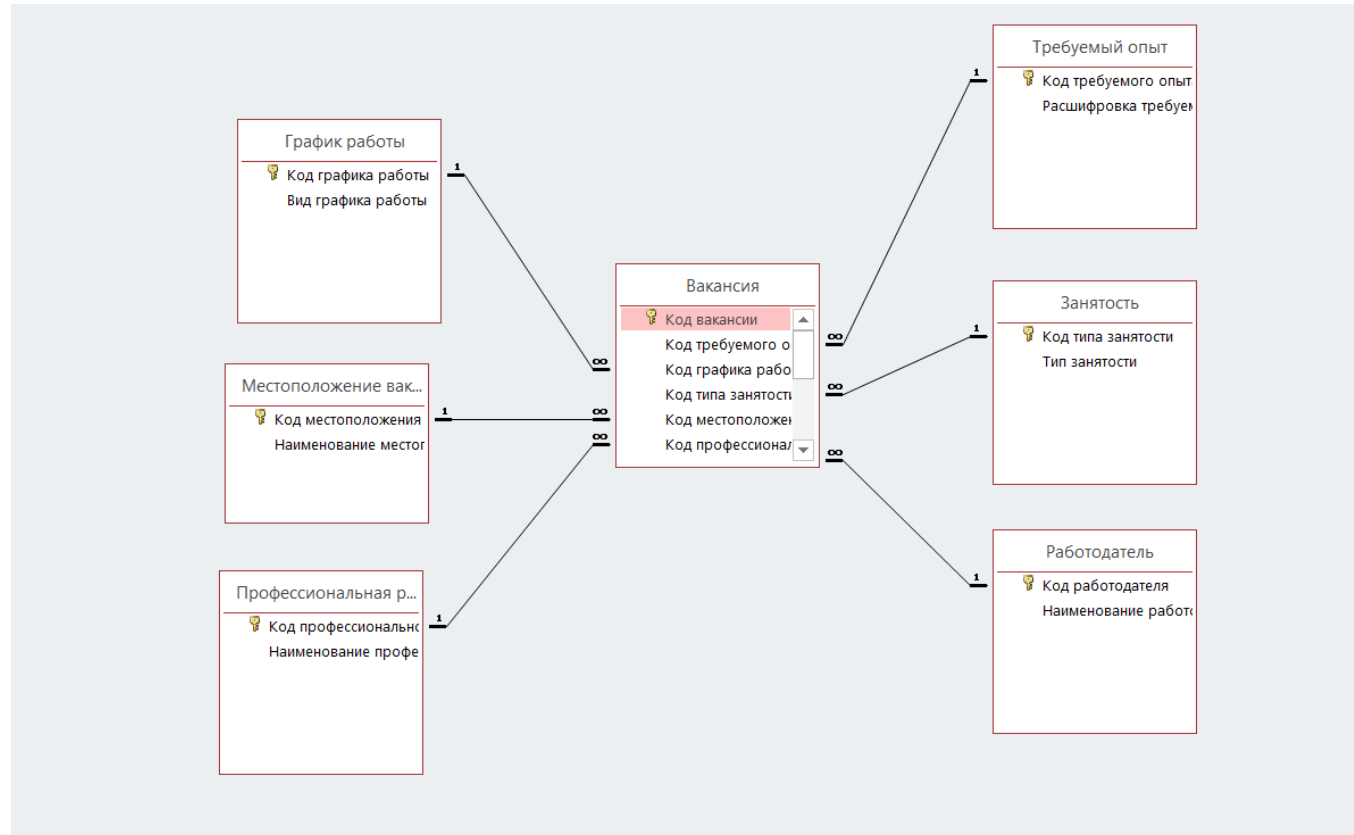 Требуемый опыт
1
Код требуемого опыт
Расшифровка требуем
График работы
Код графика работы
1
Вид графика работы
Вакансия
Код вакансии
Код требуемого о
∞
Код графика рабо
∞
Код типа занятости
∞
Код местоположен
∞
Код профессионал
∞
∞
Занятость
1
Код типа занятости
Тип занятости
Местоположение вак...
Код местоположения
1
Наименование местоп
Профессиональная р...
Код профессионально
1
Наименование профе
Работодатель
1
Код работодателя
Наименование работо